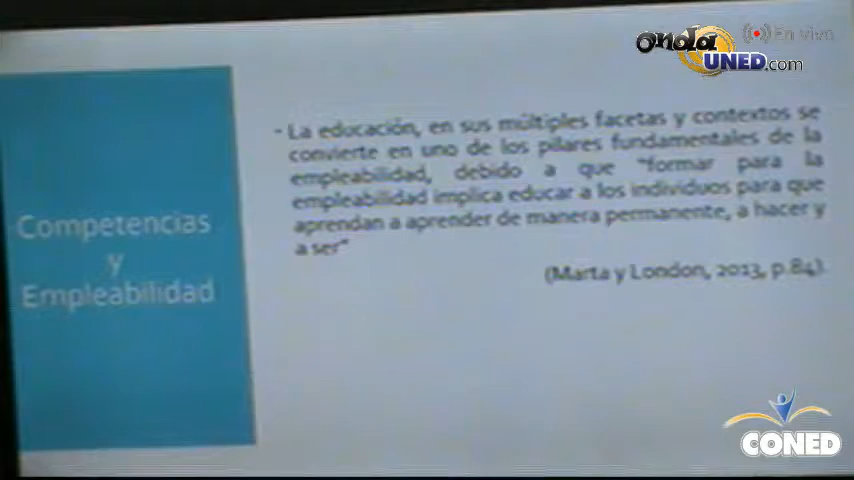 onda
UNED.com
En vivo
Competencias
y
Empleabilidad
- La educación, en sus múltiples facetas y contextos se
convierte en uno de los pilares fundamentales de la
empleabilidad, debido a que "formar para la
empleabilidad implica educar a los individuos para que
aprendan a aprender de manera permanente, a hacer y
a ser"
(Marta y London, 2013, p.84).
CONED